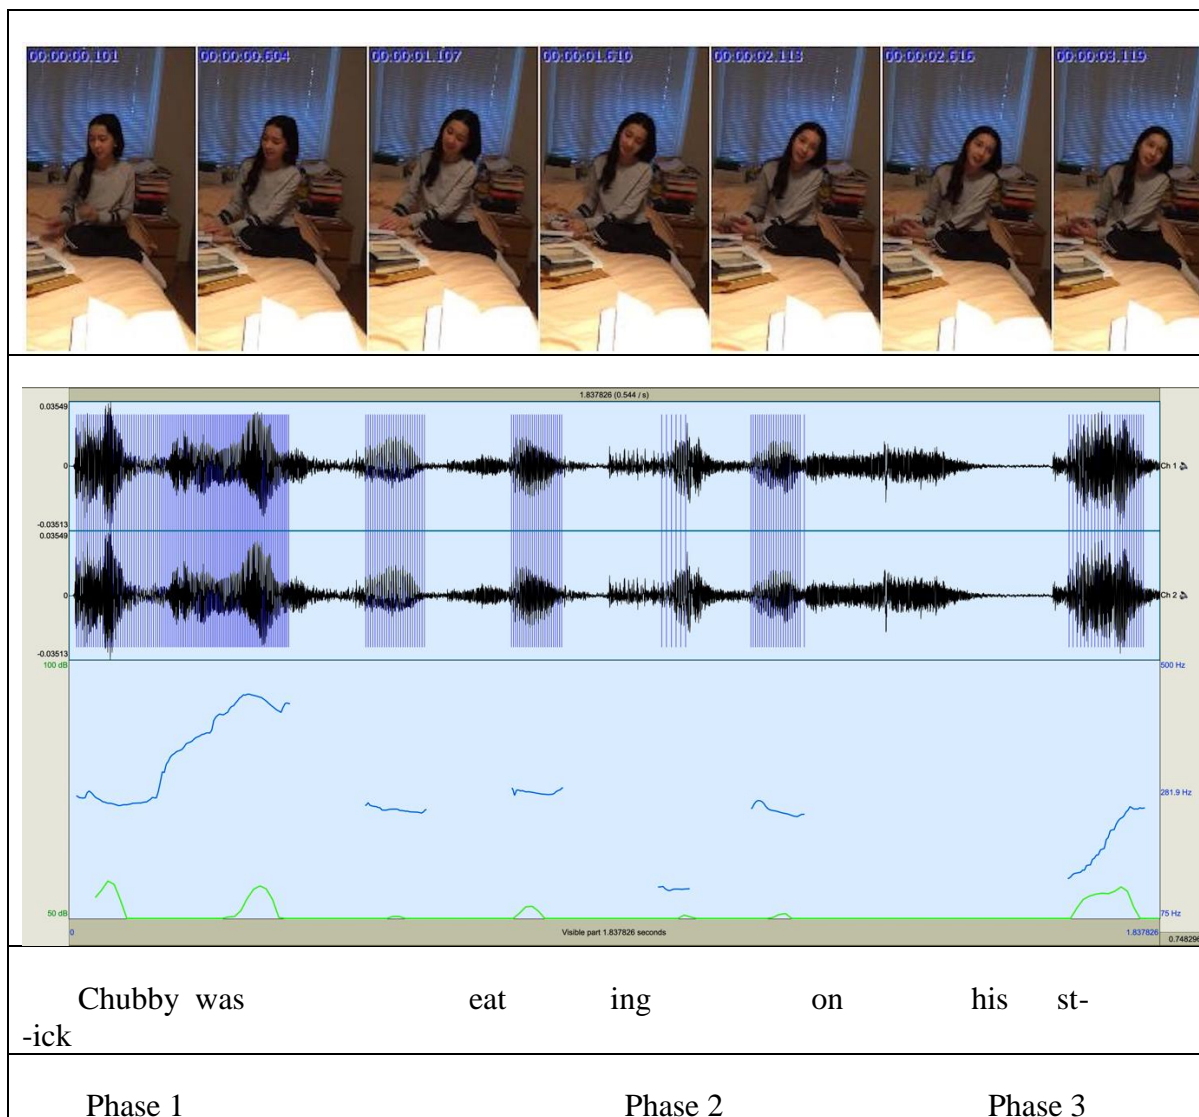 00:00:00.101 00:00:00.604 00:00:01.107 00:00:01.610 00:00:02.113 00:00:02.616 00:00:03.119
1.837826 (0.544 / s)
0.03549
0
Ch 1
-0.03513
0.03549
0
Ch 2
-0.03513
100 dB 500 Hz
281.9 Hz
50 dB 75 Hz
0 Visible part 1.837826 seconds 1.837826
0.748296
Chubby was eat ing on his st-
-ick
Phase 1 Phase 2 Phase 3